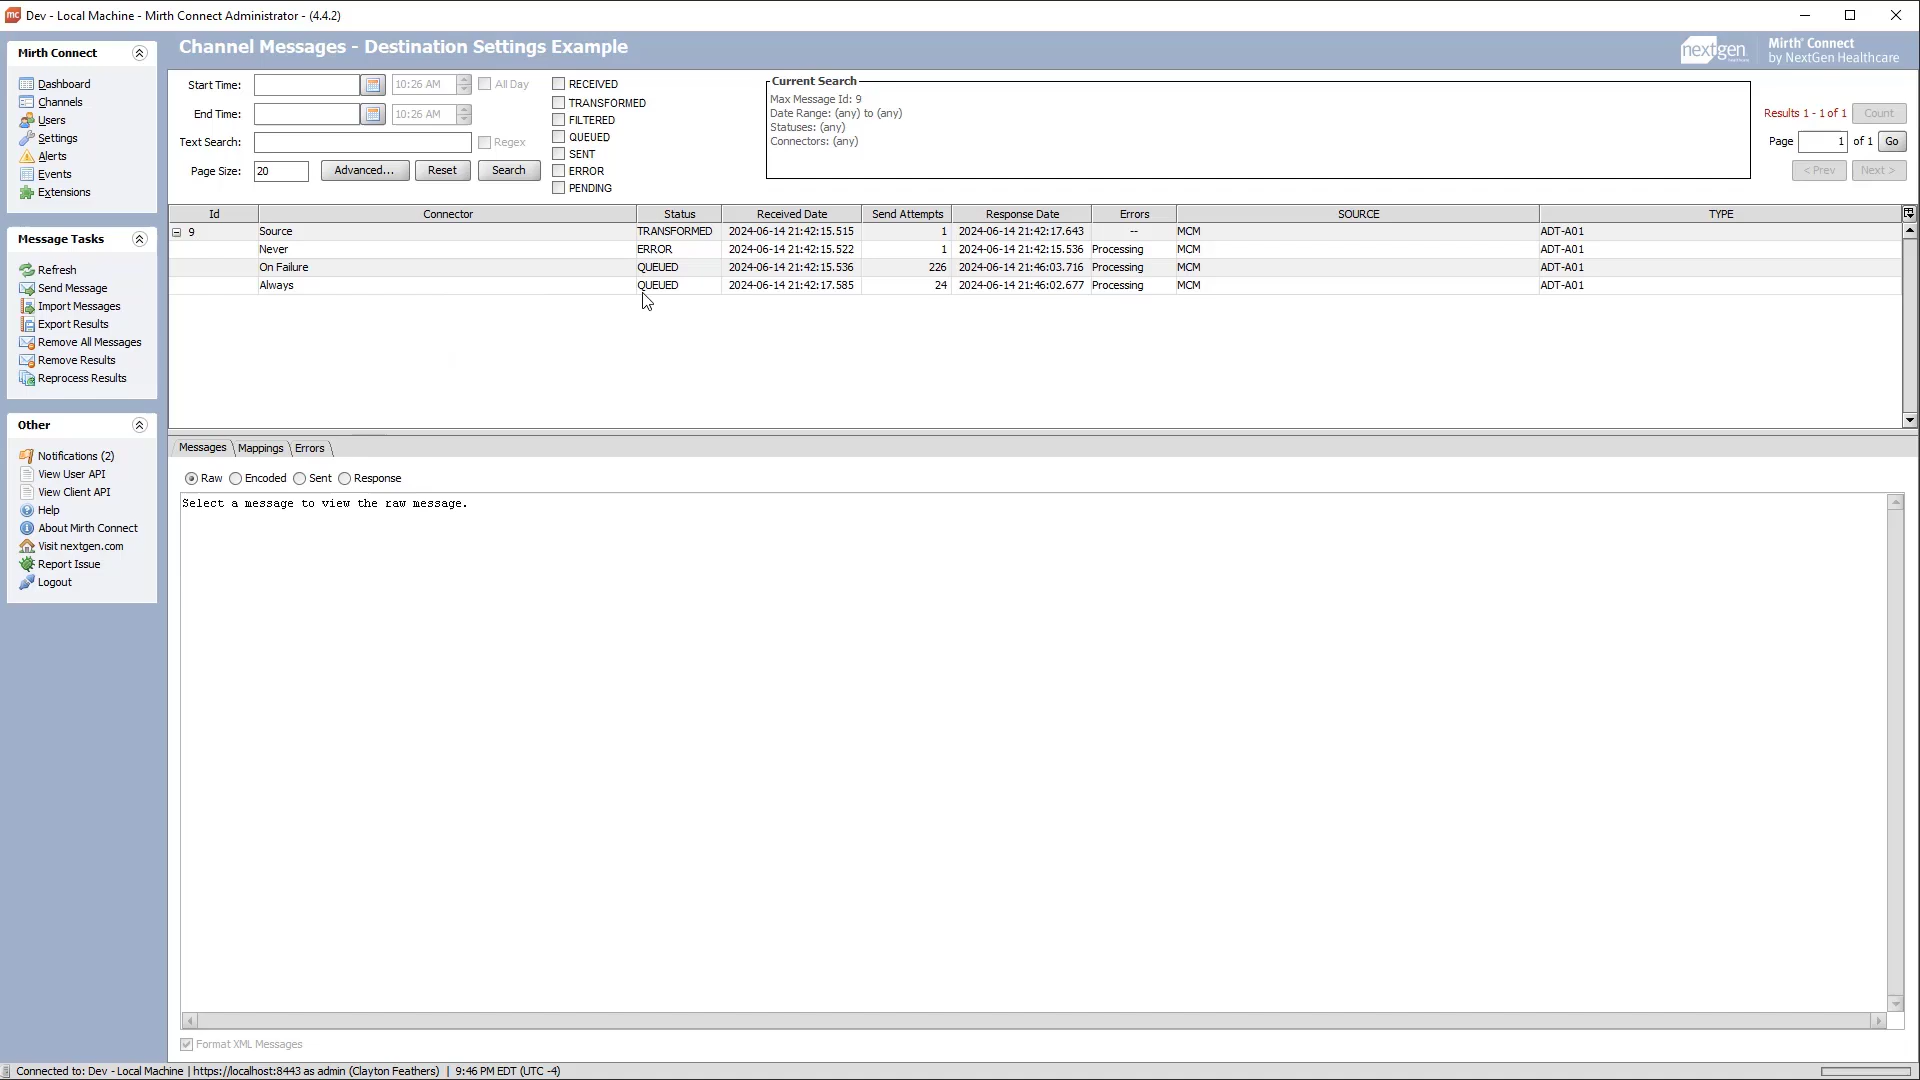 mc Dev - Local Machine - Mirth Connect Administrator - (4.4.2)
Mirth Connect
Dashboard
Channels
Users
Settings
Alerts
Events
Extensions
Message Tasks
Refresh
Send Message
Import Messages
Export Results
Remove All Messages
Remove Results
Reprocess Results
Other
Notifications (2)
View User API
View Client API
Help
About Mirth Connect
Visit nextgen.com
Report Issue
Logout
Channel Messages - Destination Settings Example
nextgen
Mirth® Connect
by NextGen Healthcare
Start Time: 10:26 AM All Day
End Time: 10:26 AM
Text Search: Regex
Page Size: 20 Advanced... Reset Search
RECEIVED
TRANSFORMED
FILTERED
QUEUED
SENT
ERROR
PENDING
Current Search
Max Message Id: 9
Date Range: (any) to (any)
Statuses: (any)
Connectors: (any)
Results 1 - 1 of 1 Count
Page 1 of 1 Go
< Prev Next >
Id Connector Status Received Date Send Attempts Response Date Errors SOURCE TYPE
9 Source TRANSFORMED 2024-06-14 21:42:15.515 1 2024-06-14 21:42:17.643 -- MCM ADT-A01
Never ERROR 2024-06-14 21:42:15.522 1 2024-06-14 21:42:15.536 Processing MCM ADT-A01
On Failure QUEUED 2024-06-14 21:42:15.536 226 2024-06-14 21:46:03.716 Processing MCM ADT-A01
Always QUEUED 2024-06-14 21:42:17.585 24 2024-06-14 21:46:02.677 Processing MCM ADT-A01
Messages Mappings Errors
Raw Encoded Sent Response
Select a message to view the raw message.
Format XML Messages
Connected to: Dev - Local Machine | https://localhost:8443 as admin (Clayton Feathers) | 9:46 PM EDT (UTC -4)